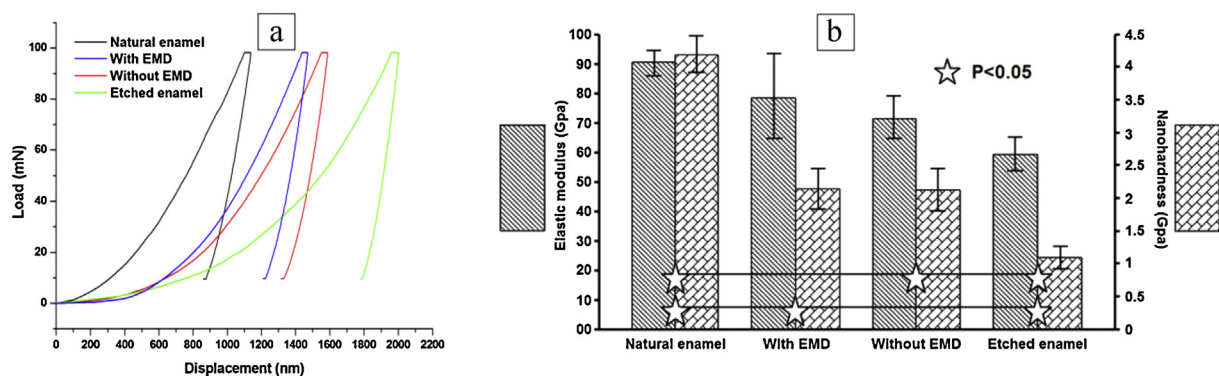 a
Natural enamel
With EMD
Without EMD
Etched enamel
100
80
60
40
20
0
Load (mN)
0 200 400 600 800 1000 1200 1400 1600 1800 2000 2200
Displacement (nm)
b
P<0.05
100
90
80
70
60
50
40
30
20
10
00
Elastic modulus (Gpa)
4.5
4
3.5
3
2.5
2
1.5
1
0.5
0
Nanohardness (Gpa)
Natural enamel With EMD Without EMD Etched enamel